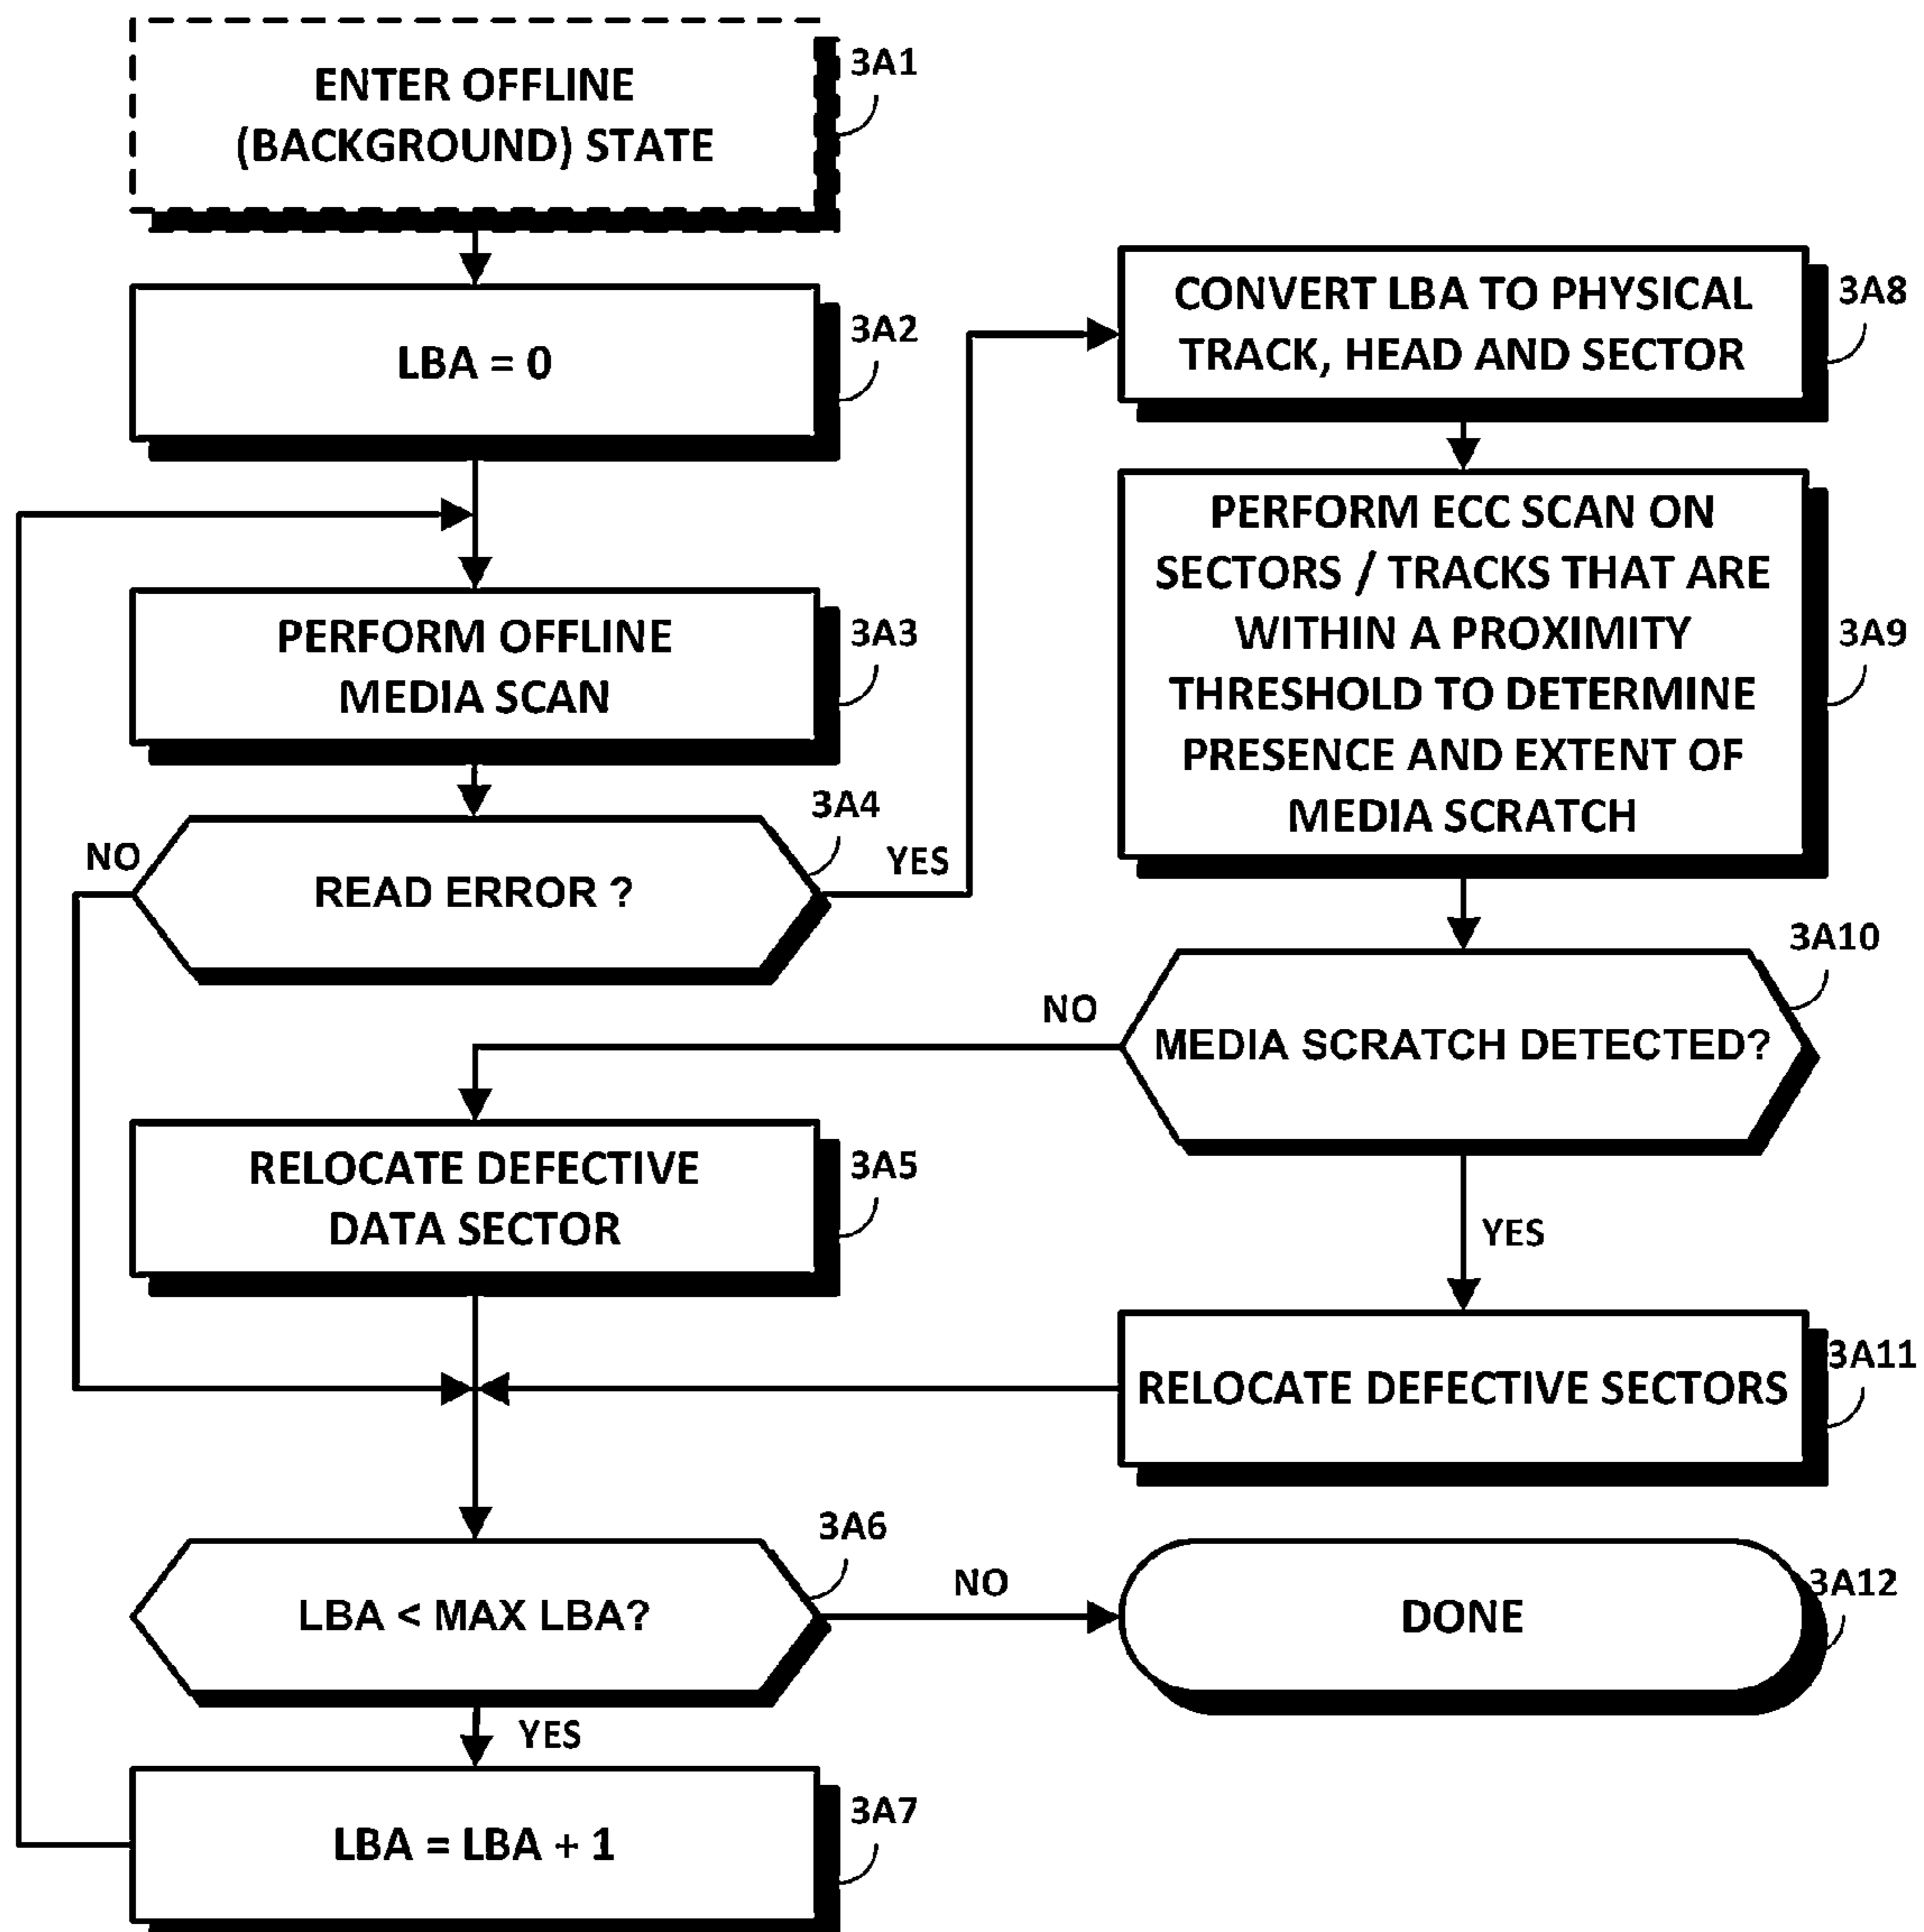 ENTER OFFLINE
(BACKGROUND) STATE
3A1
LBA = 0
3A2
PERFORM OFFLINE
MEDIA SCAN
3A3
READ ERROR ?
3A4
NO
YES
RELOCATE DEFECTIVE
DATA SECTOR
3A5
LBA < MAX LBA?
3A6
NO
YES
LBA = LBA + 1
3A7
CONVERT LBA TO PHYSICAL
TRACK, HEAD AND SECTOR
3A8
PERFORM ECC SCAN ON
SECTORS / TRACKS THAT ARE
WITHIN A PROXIMITY
THRESHOLD TO DETERMINE
PRESENCE AND EXTENT OF
MEDIA SCRATCH
3A9
MEDIA SCRATCH DETECTED?
3A10
NO
YES
RELOCATE DEFECTIVE SECTORS
3A11
DONE
3A12